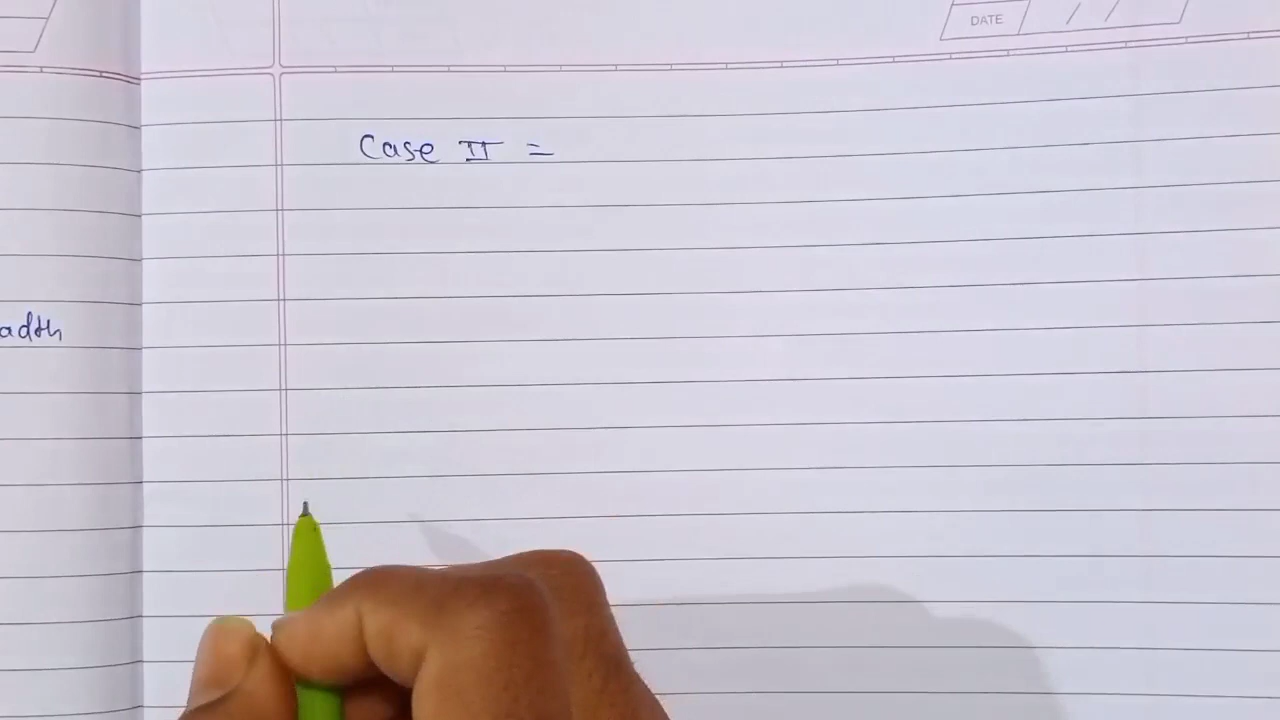 DATE / /
Case II =
adth